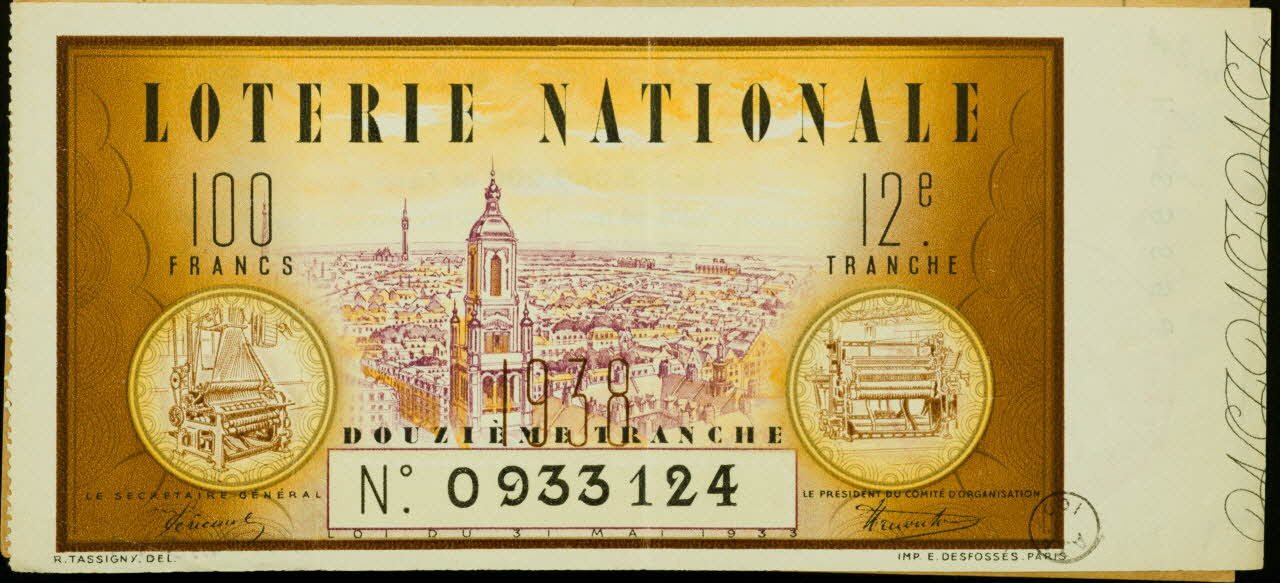 LOTERIE NATIONALE
100
FRANCS
12e.
TRANCHE
1938
DOUZIÈME TRANCHE
N° 0933124
LE SECRÉTAIRE GÉNÉRAL
LE PRÉSIDENT DU COMITÉ D'ORGANISATION
LOI DU 31 MAI 1933
R. TASSIGNY. DEL.
IMP. E. DESFOSSÉS. PARIS